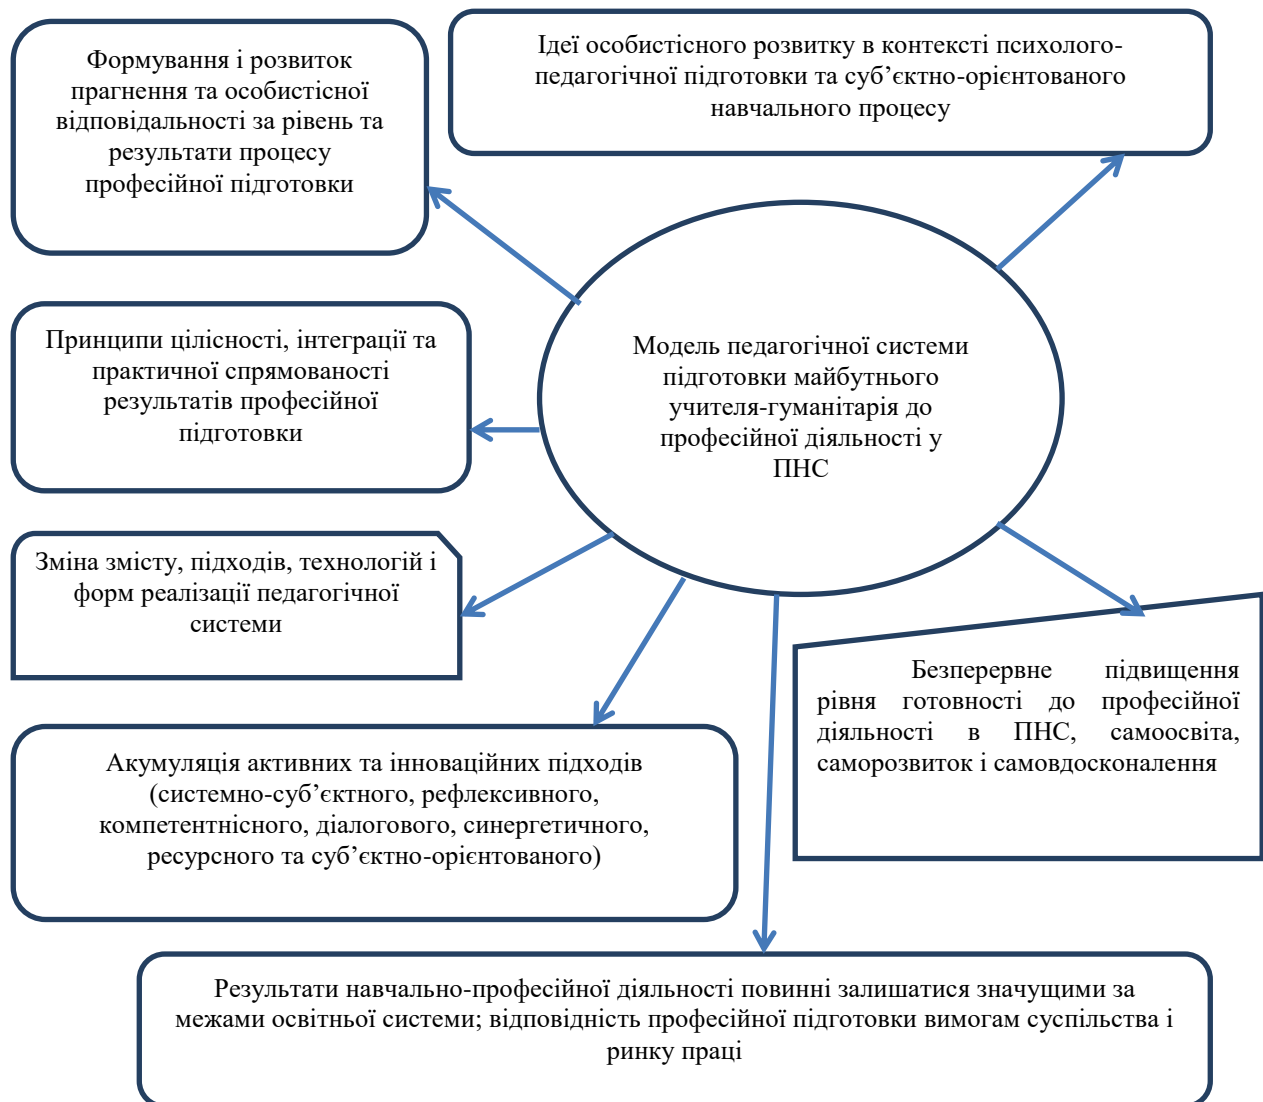 Формування і розвиток
прагнення та особистісної
відповідальності за рівень та
результати процесу
професійної підготовки
Ідеї особистісного розвитку в контексті психолого-
педагогічної підготовки та суб’єктно-орієнтованого
навчального процесу
Модель педагогічної системи
підготовки майбутнього
учителя-гуманітарія до
професійної діяльності у
ПНС
Принципи цілісності, інтеграції та
практичної спрямованості
результатів професійної
підготовки
Зміна змісту, підходів, технологій і
форм реалізації педагогічної
системи
Безперервне підвищення
рівня готовності до професійної
діяльності в ПНС, самоосвіта,
саморозвиток і самовдосконалення
Акумуляція активних та інноваційних підходів
(системно-суб’єктного, рефлексивного,
компетентнісного, діалогового, синергетичного,
ресурсного та суб’єктно-орієнтованого)
Результати навчально-професійної діяльності повинні залишатися значущими за
межами освітньої системи; відповідність професійної підготовки вимогам суспільства і
ринку праці